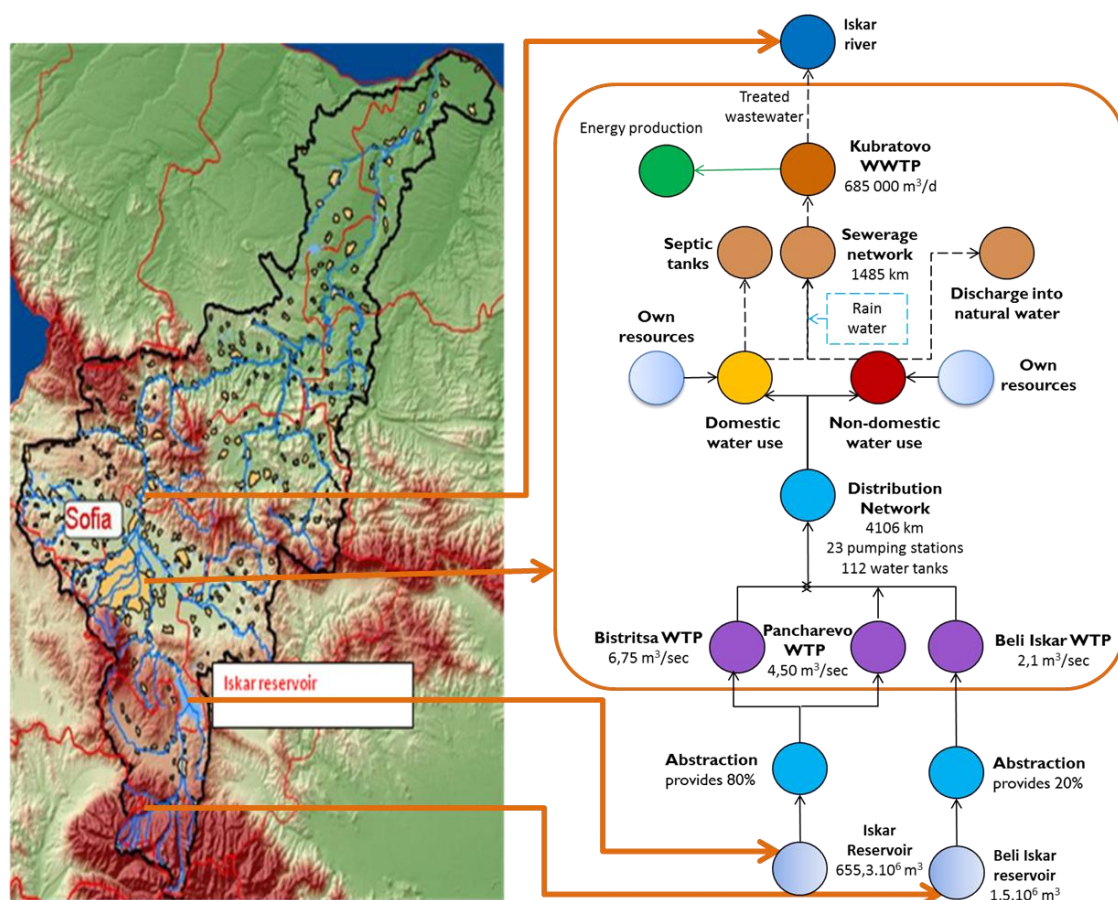 Iskar
river
Treated
wastewater
Energy production
Kubratovo
WWTP
685 000 m³/d
Septic
tanks
Sewerage
network
1485 km
Discharge into
natural water
Rain
water
Own
resources
Own
resources
Domestic
water use
Non-domestic
water use
Sofia
Distribution
Network
4106 km
23 pumping stations
112 water tanks
Bistritsa WTP
6,75 m³/sec
Pancharevo
WTP
4,50 m³/sec
Beli Iskar WTP
2,1 m³/sec
Iskar reservoir
Abstraction
provides 80%
Abstraction
provides 20%
Iskar
Reservoir
655,3.10⁶ m³
Beli Iskar
reservoir
1,5.10⁶ m³